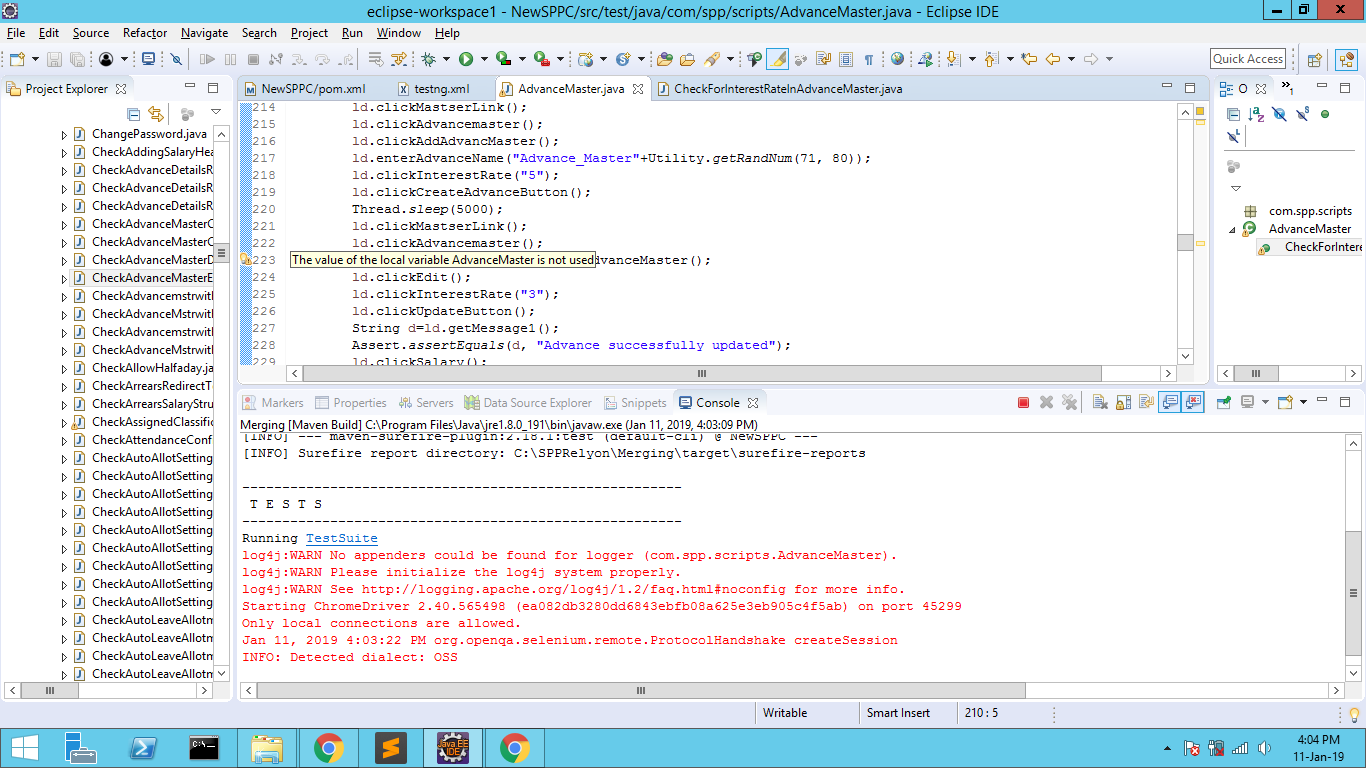 eclipse-workspace1 - NewSPPC/src/test/java/com/spp/scripts/AdvanceMaster.java - Eclipse IDE
File Edit Source Refactor Navigate Search Project Run Window Help
Quick Access
Project Explorer
NewSPPC/pom.xml testng.xml AdvanceMaster.java CheckForInterestRateInAdvanceMaster.java
O
ChangePassword.java
CheckAddingSalaryHea
CheckAdvanceDetailsR
CheckAdvanceDetailsR
CheckAdvanceDetailsR
CheckAdvanceMasterC
CheckAdvanceMasterC
CheckAdvanceMasterD
CheckAdvanceMasterE
CheckAdvancemstrwitl
CheckAdvanceMstrwitl
CheckAdvanceMstrwitl
CheckAdvanceMstrwitl
CheckAllowHalfaday.ja
CheckArrearsRedirectT
CheckArrearsSalaryStru
CheckAssignedClassific
CheckAttendanceConf
CheckAutoAllotSetting
CheckAutoAllotSetting
CheckAutoAllotSetting
CheckAutoAllotSetting
CheckAutoAllotSetting
CheckAutoAllotSetting
CheckAutoAllotSetting
CheckAutoAllotSetting
CheckAutoAllotSetting
CheckAutoLeaveAllotm
CheckAutoLeaveAllotn
CheckAutoLeaveAllotm
CheckAutoLeaveAllotm
214 ld.clickMastserLink();
215 ld.clickAdvancemaster();
216 ld.clickAddAdvancMaster();
217 ld.enterAdvanceName("Advance_Master"+Utility.getRandNum(71, 80));
218 ld.clickInterestRate("5");
219 ld.clickCreateAdvanceButton();
220 Thread.sleep(5000);
221 ld.clickMastserLink();
222 ld.clickAdvancemaster();
223 The value of the local variable AdvanceMaster is not used dvanceMaster();
224 ld.clickEdit();
225 ld.clickInterestRate("3");
226 ld.clickUpdateButton();
227 String d=ld.getMessage1();
228 Assert.assertEquals(d, "Advance successfully updated");
229 ld.clickSalary();
com.spp.scripts
AdvanceMaster
CheckForIntere
Markers Properties Servers Data Source Explorer Snippets Console
Merging [Maven Build] C:\Program Files\Java\jre1.8.0_191\bin\javaw.exe (Jan 11, 2019, 4:03:09 PM)
[INFO] --- maven-surefire-plugin:2.18.1:test (default-cli) @ NewSPPC ---
[INFO] Surefire report directory: C:\SPPRelyon\Merging\target\surefire-reports
-------------------------------------------------------
T E S T S
-------------------------------------------------------
Running TestSuite
log4j:WARN No appenders could be found for logger (com.spp.scripts.AdvanceMaster).
log4j:WARN Please initialize the log4j system properly.
log4j:WARN See http://logging.apache.org/log4j/1.2/faq.html#noconfig for more info.
Starting ChromeDriver 2.40.565498 (ea082db3280dd6843ebfb08a625e3eb905c4f5ab) on port 45299
Only local connections are allowed.
Jan 11, 2019 4:03:22 PM org.openqa.selenium.remote.ProtocolHandshake createSession
INFO: Detected dialect: OSS
Writable Smart Insert 210 : 5
Java EE
IDE
4:04 PM
11-Jan-19